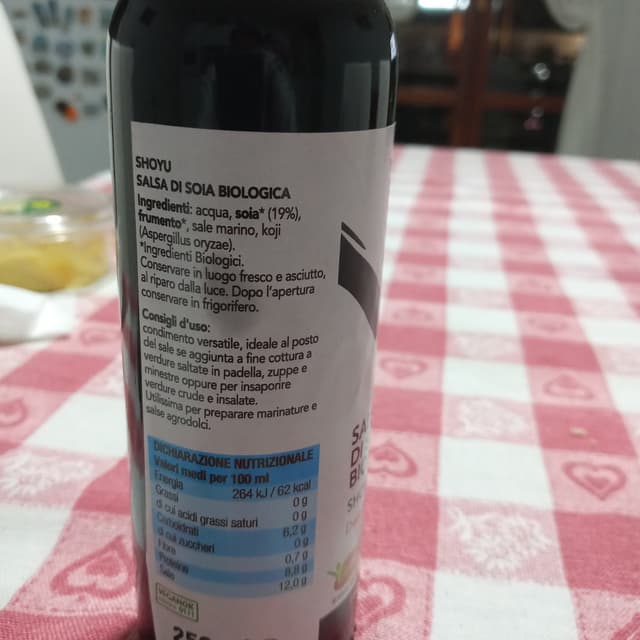 SHOYU
SALSA DI SOIA BIOLOGICA
Ingredienti: acqua, soia* (19%),
frumento*, sale marino, koji
(Aspergillus oryzae).
*Ingredienti Biologici.
Conservare in luogo fresco e asciutto,
al riparo dalla luce. Dopo l'apertura
conservare in frigorifero.
Consigli d'uso:
condimento versatile, ideale al posto
del sale se aggiunta a fine cottura a
verdure saltate in padella, zuppe e
minestre oppure per insaporire
verdure crude e insalate.
Utilissima per preparare marinature e
salse agrodolci.
DICHIARAZIONE NUTRIZIONALE
Valori medi per 100 ml
Energia 264 kJ / 62 kcal
Grassi 0 g
di cui acidi grassi saturi 0 g
Carboidrati 6,2 g
di cui zuccheri 0 g
Fibre 0,7 g
Proteine 8,8 g
Sale 12,0 g
VEGANOK
SA
DI
BIO
SH